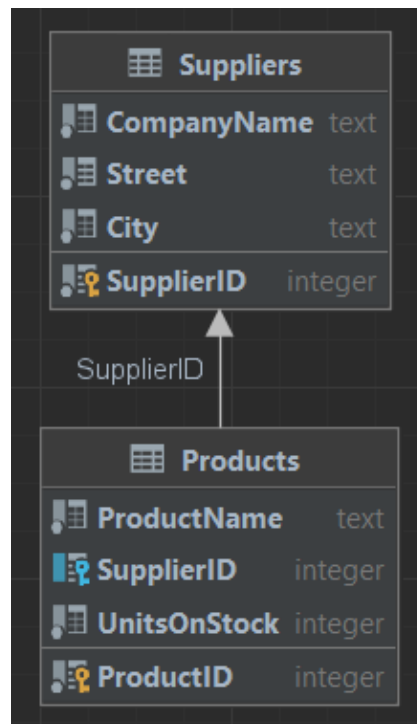 Suppliers
CompanyName text
Street text
City text
SupplierID integer
SupplierID
Products
ProductName text
SupplierID integer
UnitsOnStock integer
ProductID integer